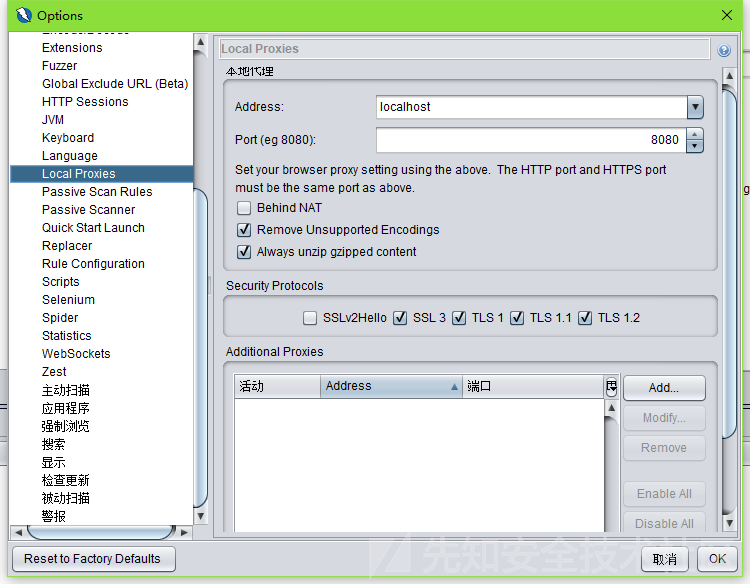 Options
Extensions
Fuzzer
Global Exclude URL (Beta)
HTTP Sessions
JVM
Keyboard
Language
Local Proxies
Passive Scan Rules
Passive Scanner
Quick Start Launch
Replacer
Rule Configuration
Scripts
Selenium
Spider
Statistics
WebSockets
Zest
主动扫描
应用程序
强制浏览
搜索
显示
检查更新
被动扫描
警报
Local Proxies
本地代理
Address:
localhost
Port (eg 8080):
8080
Set your browser proxy setting using the above.  The HTTP port and HTTPS port
must be the same port as above.
Behind NAT
Remove Unsupported Encodings
Always unzip gzipped content
Security Protocols
SSLv2Hello SSL 3 TLS 1 TLS 1.1 TLS 1.2
Additional Proxies
活动 Address 端口
Add...
Modify...
Remove
Enable All
Disable All
Reset to Factory Defaults
取消
OK
先知安全技术